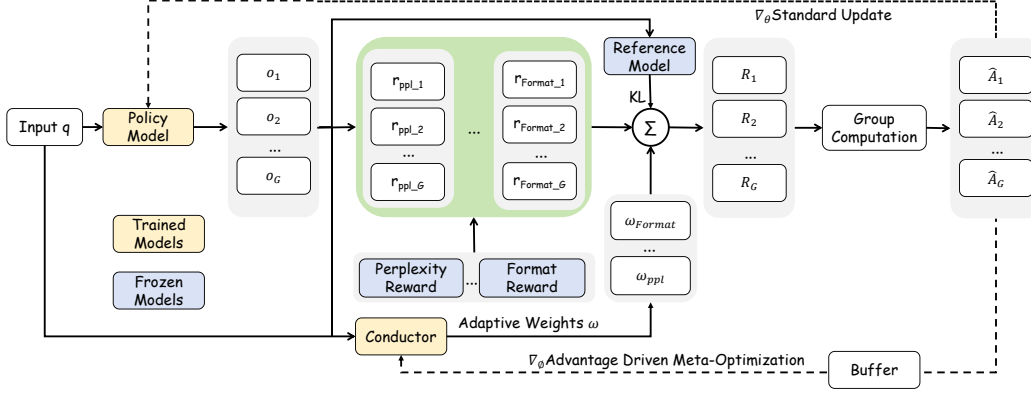 ∇θStandard Update
Input q
Policy
Model
o1
o2
...
oG
rppl_1
rppl_2
...
rppl_G
...
rFormat_1
rFormat_2
...
rFormat_G
Reference
Model
KL
Σ
R1
R2
...
RG
Group
Computation
Â1
Â2
...
ÂG
Trained
Models
Frozen
Models
Perplexity
Reward
...
Format
Reward
ωFormat
...
ωppl
Conductor
Adaptive Weights ω
∇∅Advantage Driven Meta-Optimization
Buffer